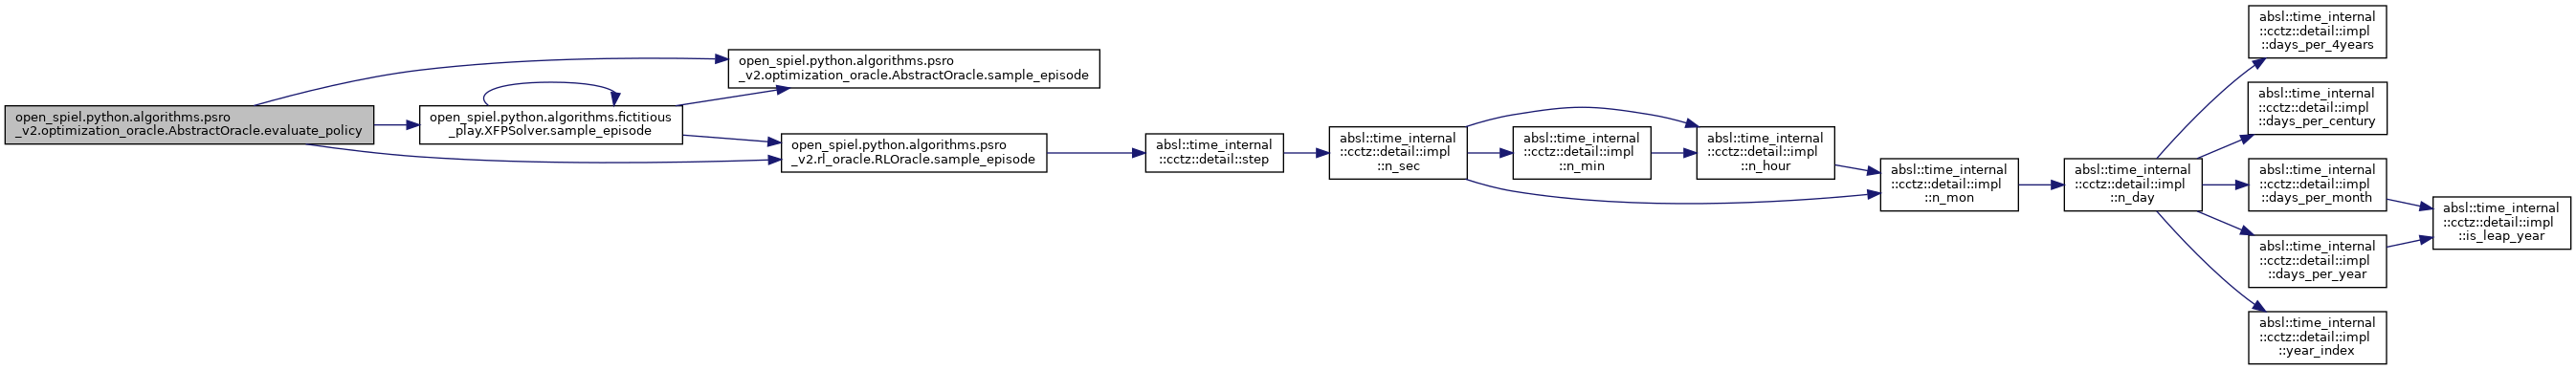 open_spiel.python.algorithms.psro
_v2.optimization_oracle.AbstractOracle.evaluate_policy
open_spiel.python.algorithms.fictitious
_play.XFPSolver.sample_episode
open_spiel.python.algorithms.psro
_v2.optimization_oracle.AbstractOracle.sample_episode
open_spiel.python.algorithms.psro
_v2.rl_oracle.RLOracle.sample_episode
absl::time_internal
::cctz::detail::step
absl::time_internal
::cctz::detail::impl
::n_sec
absl::time_internal
::cctz::detail::impl
::n_min
absl::time_internal
::cctz::detail::impl
::n_hour
absl::time_internal
::cctz::detail::impl
::n_mon
absl::time_internal
::cctz::detail::impl
::n_day
absl::time_internal
::cctz::detail::impl
::days_per_4years
absl::time_internal
::cctz::detail::impl
::days_per_century
absl::time_internal
::cctz::detail::impl
::days_per_month
absl::time_internal
::cctz::detail::impl
::days_per_year
absl::time_internal
::cctz::detail::impl
::year_index
absl::time_internal
::cctz::detail::impl
::is_leap_year